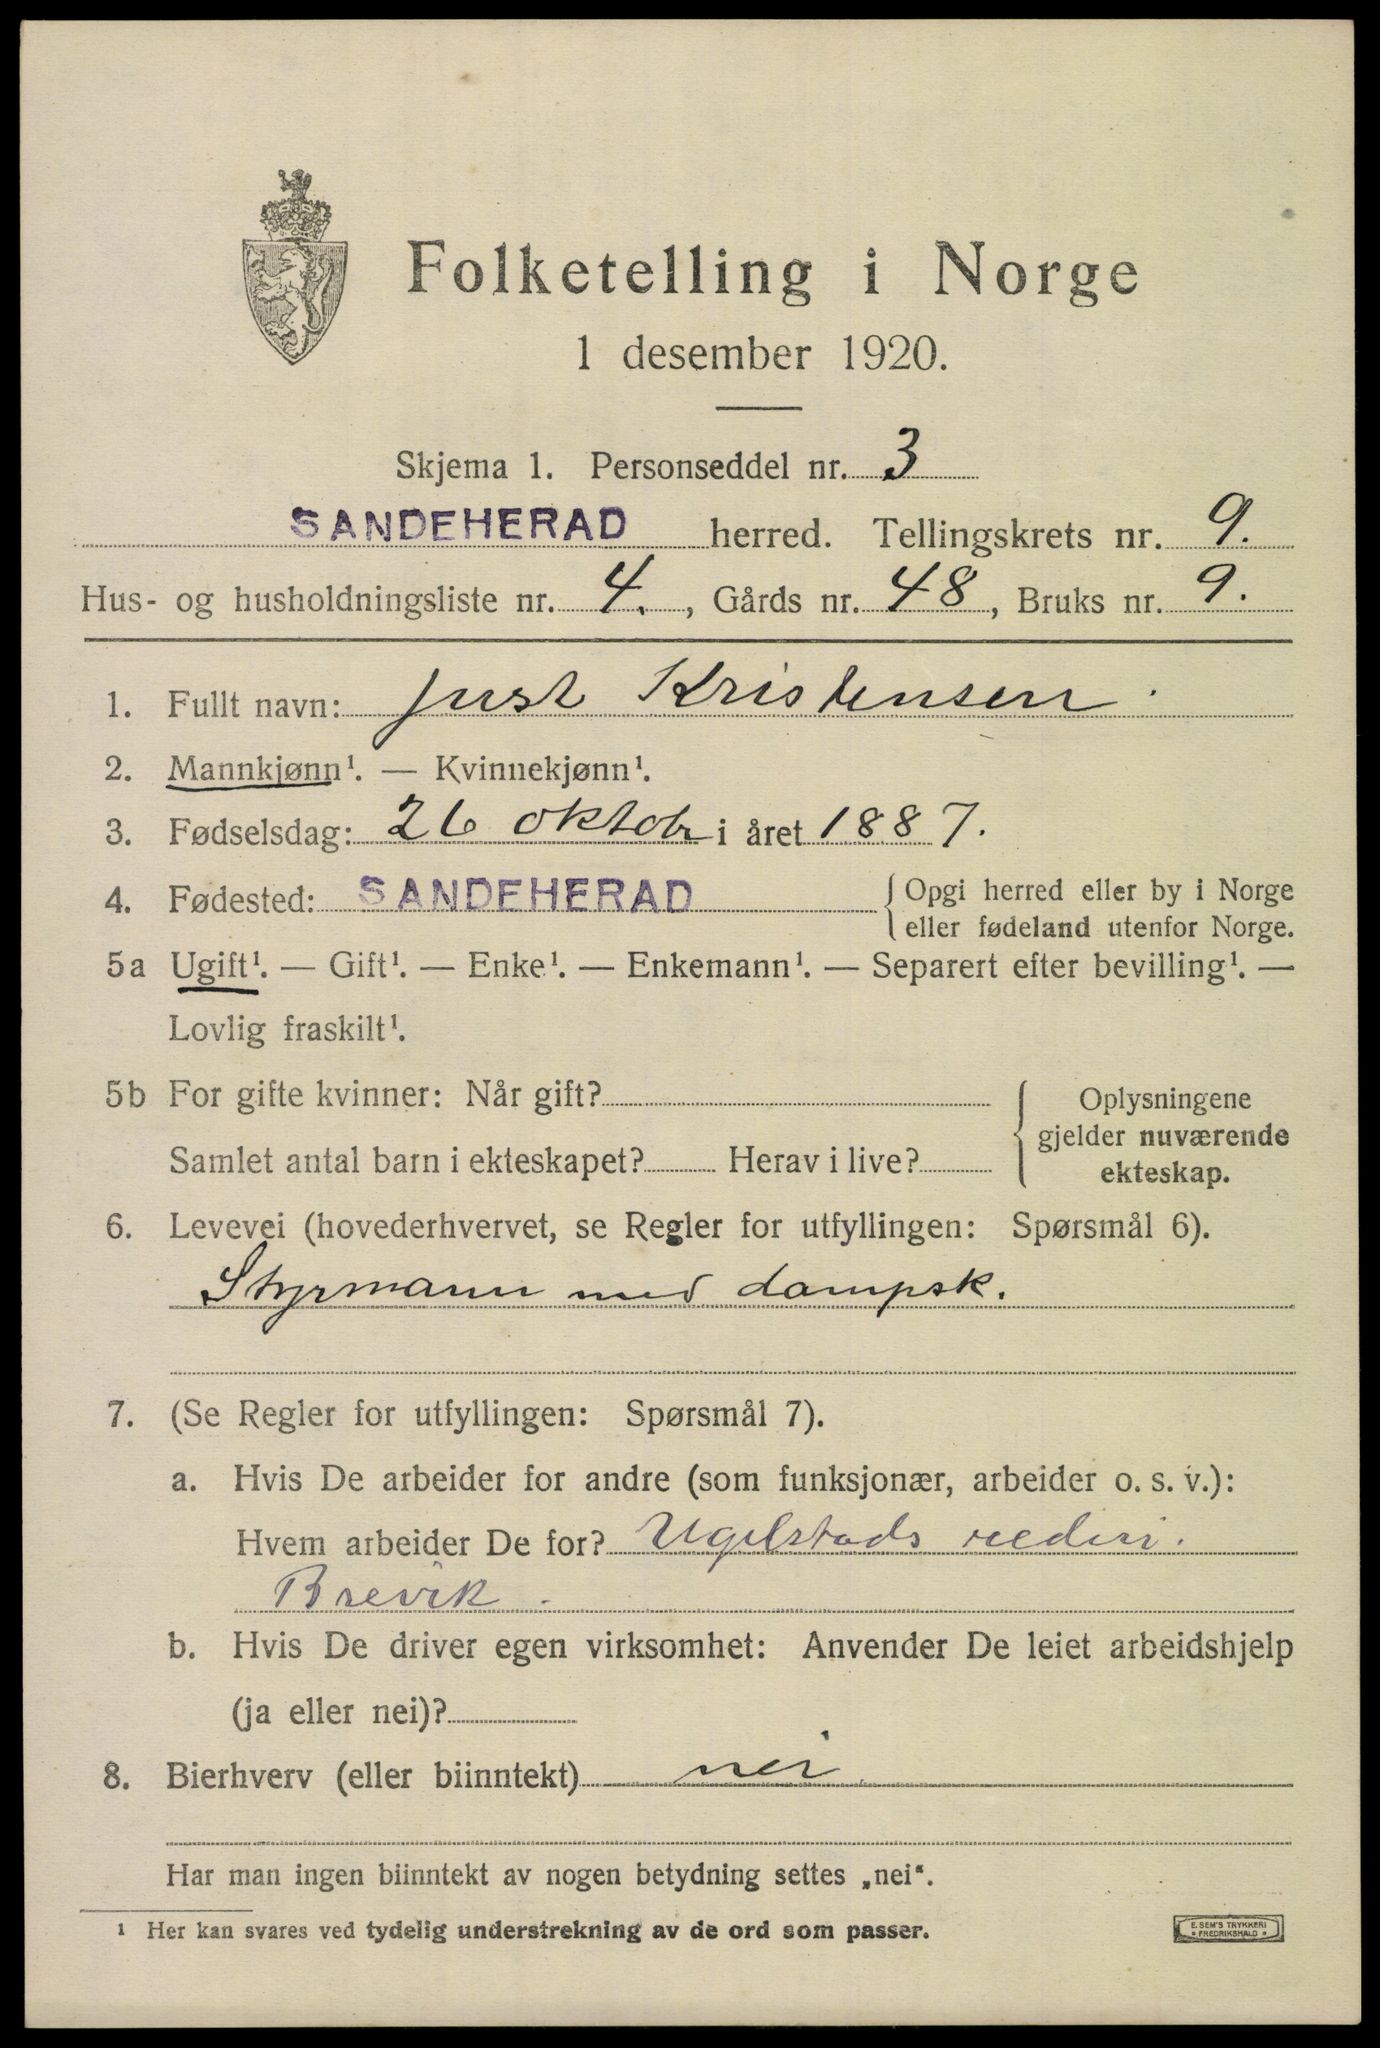 Folketelling i Norge
1 desember 1920.
Skjema 1. Personseddel nr. 3
SANDEHERAD herred. Tellingskrets nr. 9.
Hus- og husholdningsliste nr. 4., Gårds nr. 48, Bruks nr. 9.
1. Fullt navn: Just Kristensen.
2. Mannkjønn¹. — Kvinnekjønn¹.
3. Fødselsdag: 26 oktobr i året 1887.
4. Fødested: SANDEHERAD { Opgi herred eller by i Norge
eller fødeland utenfor Norge.
5a Ugift¹. — Gift¹. — Enke¹. — Enkemann¹. — Separert efter bevilling¹. —
Lovlig fraskilt¹.
5b For gifte kvinner: Når gift?
Samlet antal barn i ekteskapet? Herav i live?
Oplysningene
gjelder nuværende
ekteskap.
6. Levevei (hovederhvervet, se Regler for utfyllingen: Spørsmål 6).
Styrmann med dampsk.
7. (Se Regler for utfyllingen: Spørsmål 7).
a. Hvis De arbeider for andre (som funksjonær, arbeider o. s. v.):
Hvem arbeider De for? Ugelstads rederi.
Brevik.
b. Hvis De driver egen virksomhet: Anvender De leiet arbeidshjelp
(ja eller nei)?
8. Bierhverv (eller biinntekt) nei.
Har man ingen biinntekt av nogen betydning settes „nei“.
¹ Her kan svares ved tydelig understrekning av de ord som passer.
E. SEM'S TRYKKERI
* FREDRIKSHALD *